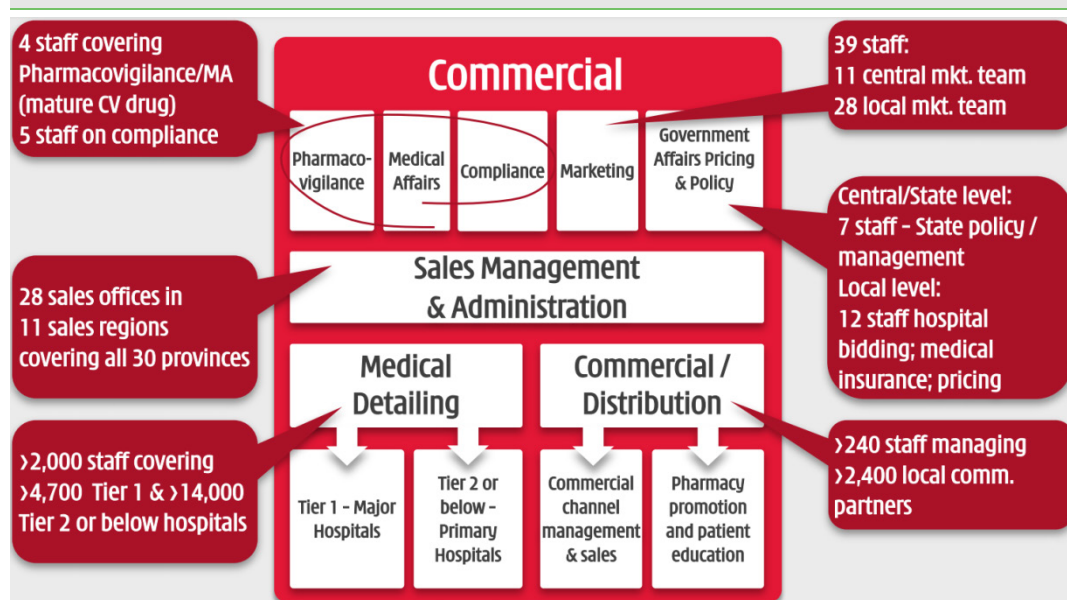 4 staff covering
Pharmacovigilance/MA
(mature CV drug)
5 staff on compliance
Commercial
39 staff:
11 central mkt. team
28 local mkt. team
Pharmaco-
vigilance
Medical
Affairs
Compliance
Marketing
Government
Affairs Pricing
& Policy
Central/State level:
7 staff – State policy /
management
Local level:
12 staff hospital
bidding; medical
insurance; pricing
28 sales offices in
11 sales regions
covering all 30 provinces
Sales Management
& Administration
Medical
Detailing
Commercial /
Distribution
>2,000 staff covering
>4,700 Tier 1 & >14,000
Tier 2 or below hospitals
>240 staff managing
>2,400 local comm.
partners
Tier 1 – Major
Hospitals
Tier 2 or
below –
Primary
Hospitals
Commercial
channel
management
& sales
Pharmacy
promotion
and patient
education